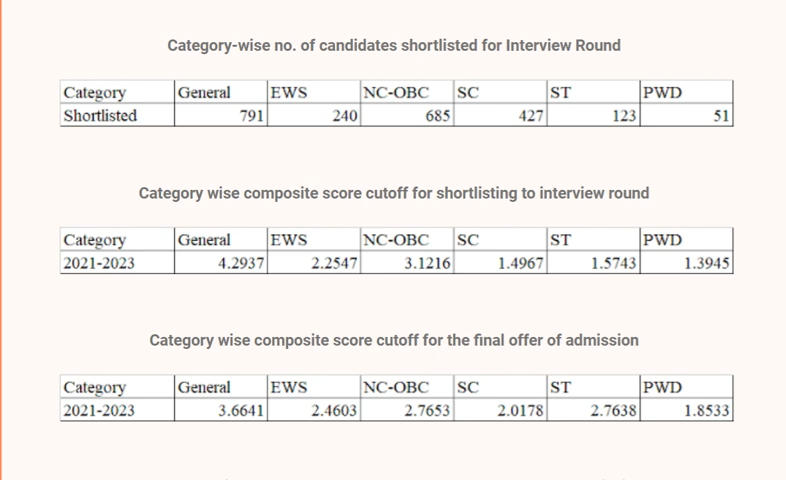 Category-wise no. of candidates shortlisted for Interview Round
Category General EWS NC-OBC SC ST PWD
Shortlisted 791 240 685 427 123 51
Category wise composite score cutoff for shortlisting to interview round
Category General EWS NC-OBC SC ST PWD
2021-2023 4.2937 2.2547 3.1216 1.4967 1.5743 1.3945
Category wise composite score cutoff for the final offer of admission
Category General EWS NC-OBC SC ST PWD
2021-2023 3.6641 2.4603 2.7653 2.0178 2.7638 1.8533